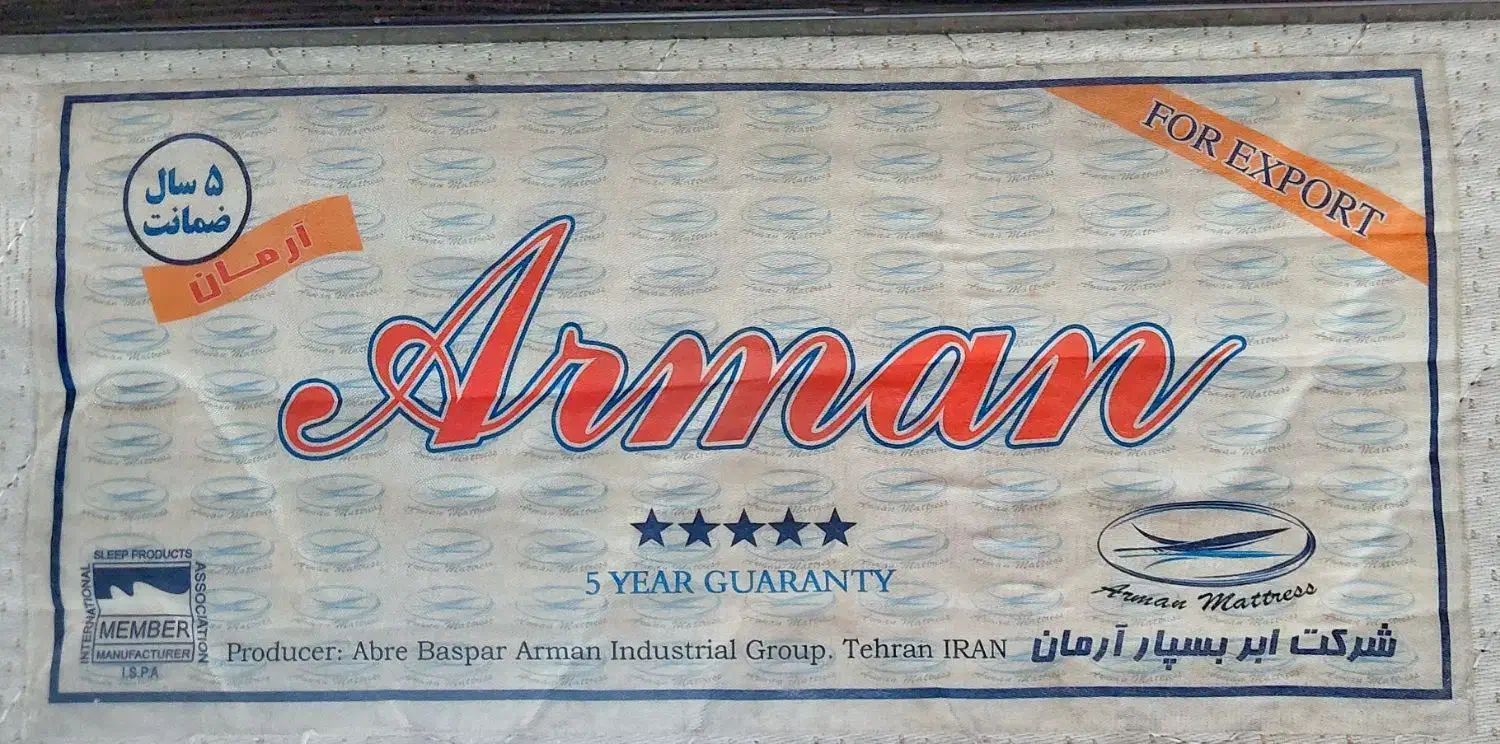 FOR EXPORT
۵ سال
ضمانت
آرمان
Arman
5 YEAR GUARANTY
Arman Mattress
SLEEP PRODUCTS
INTERNATIONAL
ASSOCIATION
MEMBER
MANUFACTURER
I.S.P.A
Producer: Abre Baspar Arman Industrial Group. Tehran IRAN
شرکت ابر بسپار آرمان